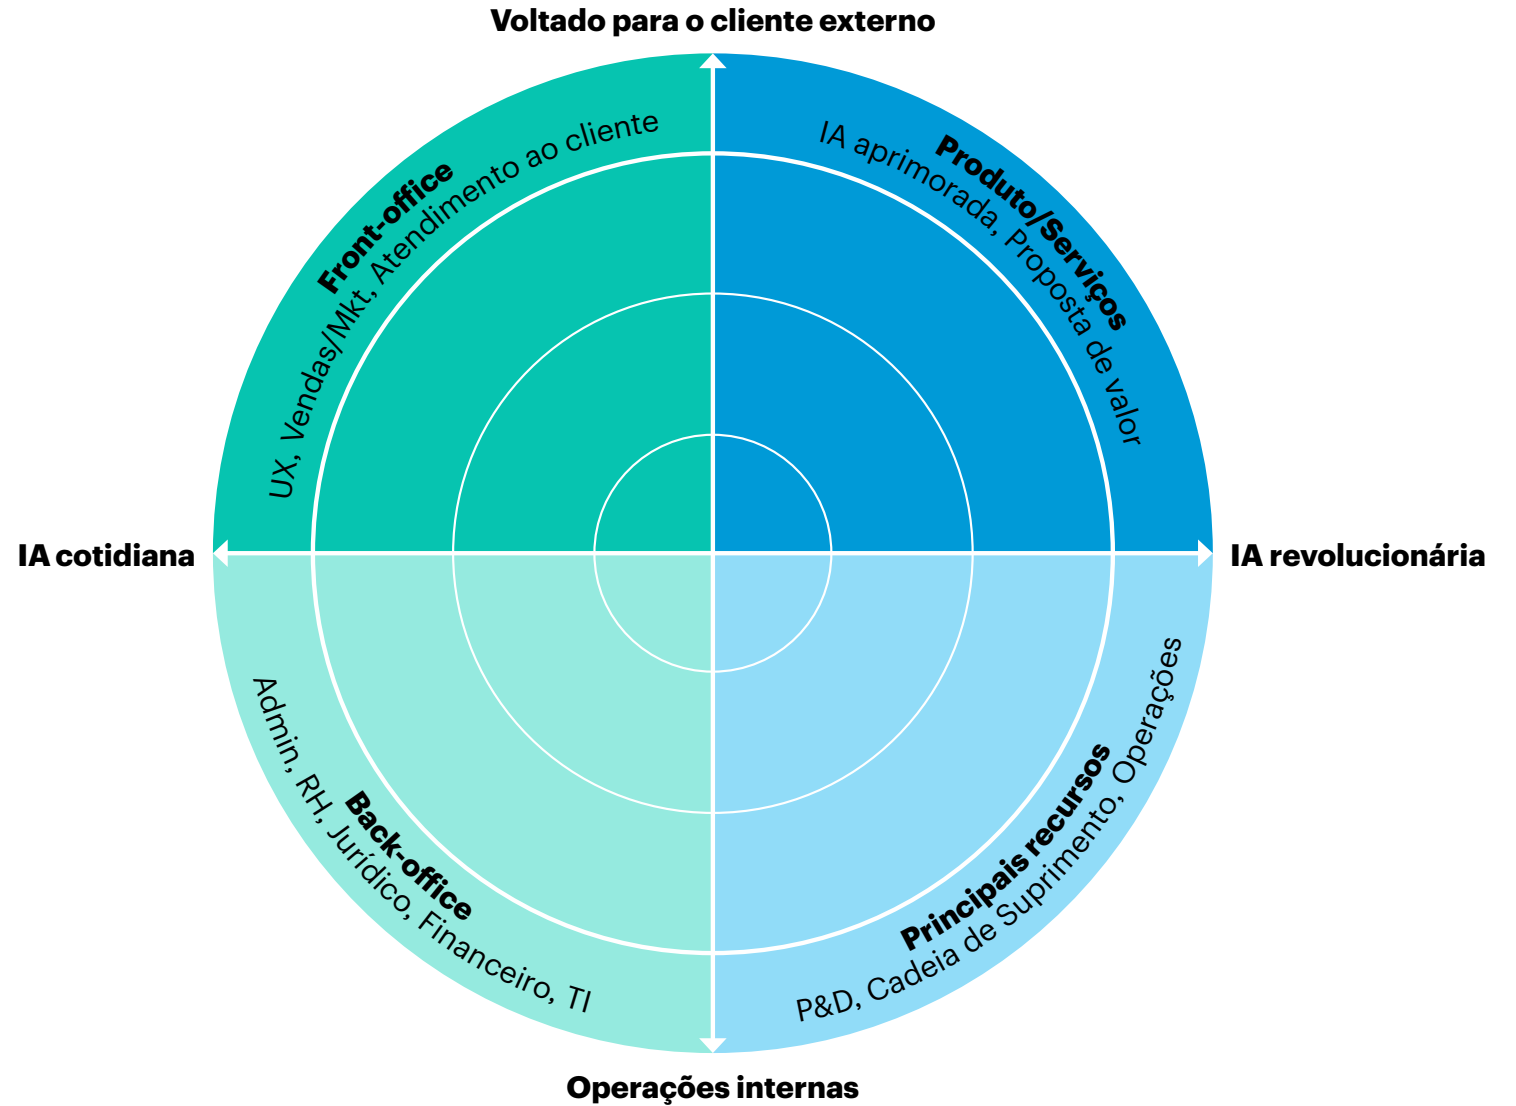 Voltado para o cliente externo
Front-office
UX, Vendas/Mkt, Atendimento ao cliente
Produto/Serviços
IA aprimorada, Proposta de valor
IA cotidiana
IA revolucionária
Back-office
Admin, RH, Jurídico, Financeiro, TI
Principais recursos
P&D, Cadeia de Suprimento, Operações
Operações internas